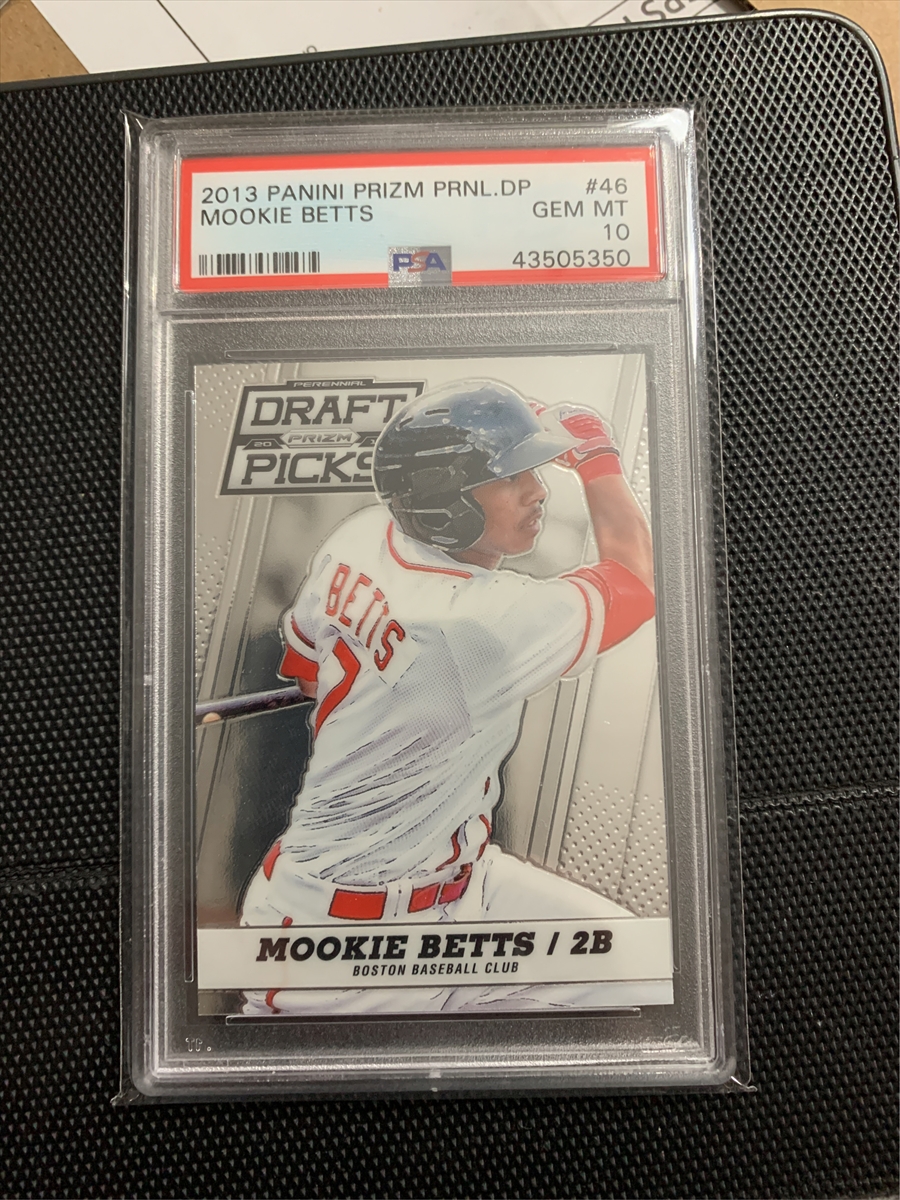 2013 PANINI PRIZM PRNL.DP #46
MOOKIE BETTS GEM MT
10
PSA 43505350
PERENNIAL
DRAFT
20 PRIZM
PICKS
BETTS
7
MOOKIE BETTS / 2B
BOSTON BASEBALL CLUB